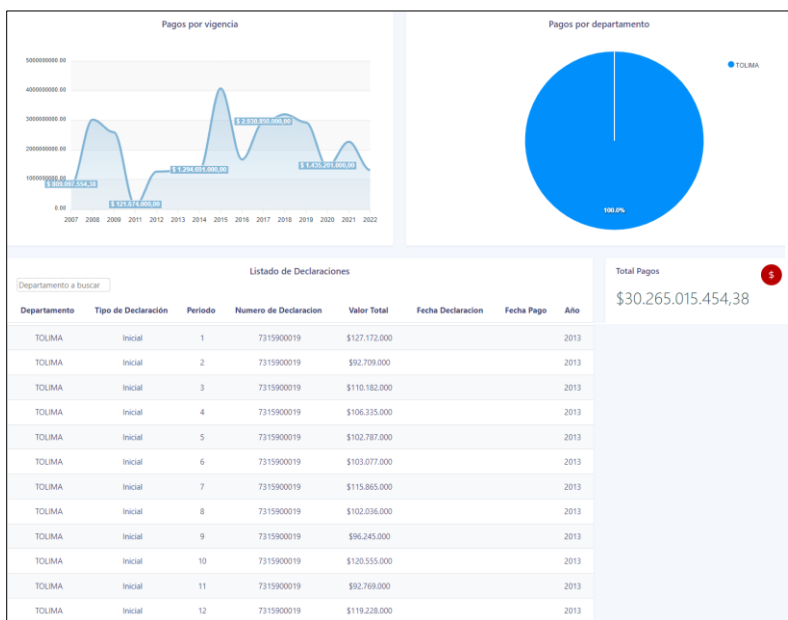 Pagos por vigencia
5000000000.00
4000000000.00
3000000000.00
2000000000.00
1000000000.00
0.00
$ 2,930,850,000,00
$ 1,294,691,000,00
$ 1,425,201,000,00
$ 121,674,000,00
2007 2008 2009 2011 2012 2013 2014 2015 2016 2017 2018 2019 2020 2021 2022
Pagos por departamento
TOLIMA
100.0%
Listado de Declaraciones
Departamento a buscar
Departamento Tipo de Declaración Periodo Numero de Declaracion Valor Total Fecha Declaracion Fecha Pago Año
TOLIMA Inicial 1 7315900019 $127.172.000 2013
TOLIMA Inicial 2 7315900019 $92.709.000 2013
TOLIMA Inicial 3 7315900019 $110.182.000 2013
TOLIMA Inicial 4 7315900019 $106.335.000 2013
TOLIMA Inicial 5 7315900019 $102.787.000 2013
TOLIMA Inicial 6 7315900019 $103.077.000 2013
TOLIMA Inicial 7 7315900019 $115.865.000 2013
TOLIMA Inicial 8 7315900019 $102.036.000 2013
TOLIMA Inicial 9 7315900019 $96.245.000 2013
TOLIMA Inicial 10 7315900019 $120.555.000 2013
TOLIMA Inicial 11 7315900019 $92.769.000 2013
TOLIMA Inicial 12 7315900019 $119.228.000 2013
Total Pagos
$
$30.265.015.454,38